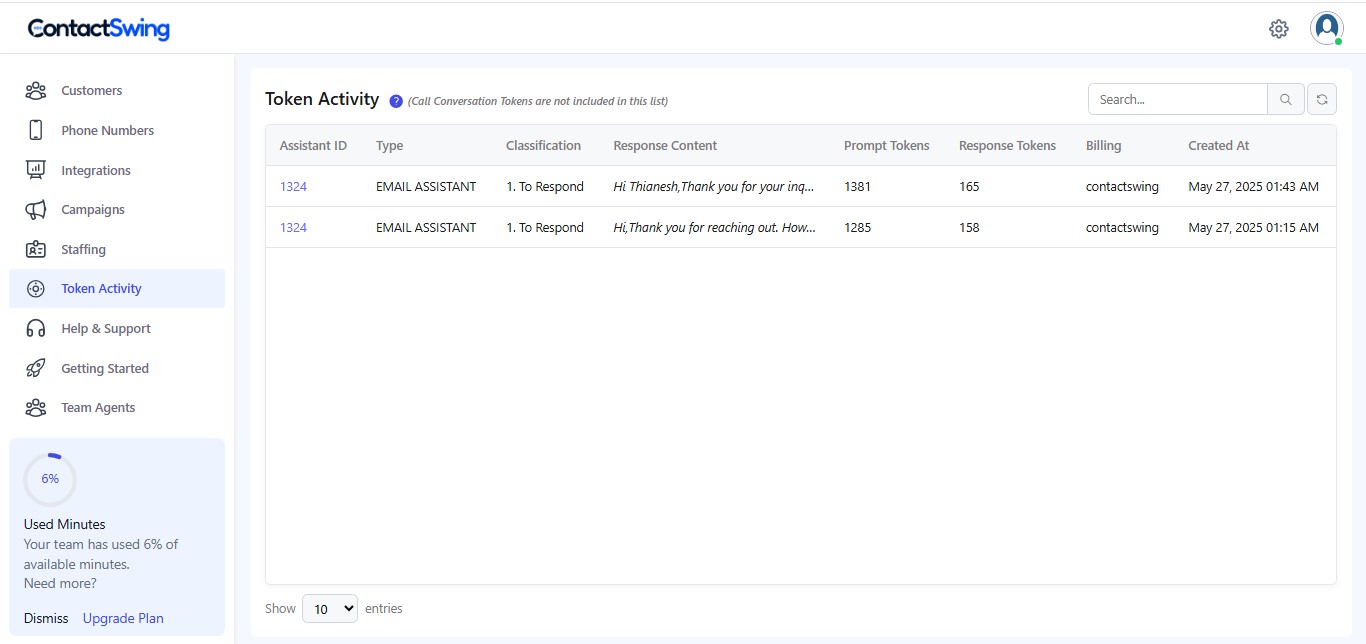 ContactSwing
Customers
Phone Numbers
Integrations
Campaigns
Staffing
Token Activity
Help & Support
Getting Started
Team Agents
6%
Used Minutes
Your team has used 6% of
available minutes.
Need more?
Dismiss Upgrade Plan
Token Activity ? (Call Conversation Tokens are not included in this list)
Search...
Assistant ID Type Classification Response Content Prompt Tokens Response Tokens Billing Created At
1324 EMAIL ASSISTANT 1. To Respond Hi Thianesh,Thank you for your inq... 1381 165 contactswing May 27, 2025 01:43 AM
1324 EMAIL ASSISTANT 1. To Respond Hi,Thank you for reaching out. How... 1285 158 contactswing May 27, 2025 01:15 AM
Show 10 entries